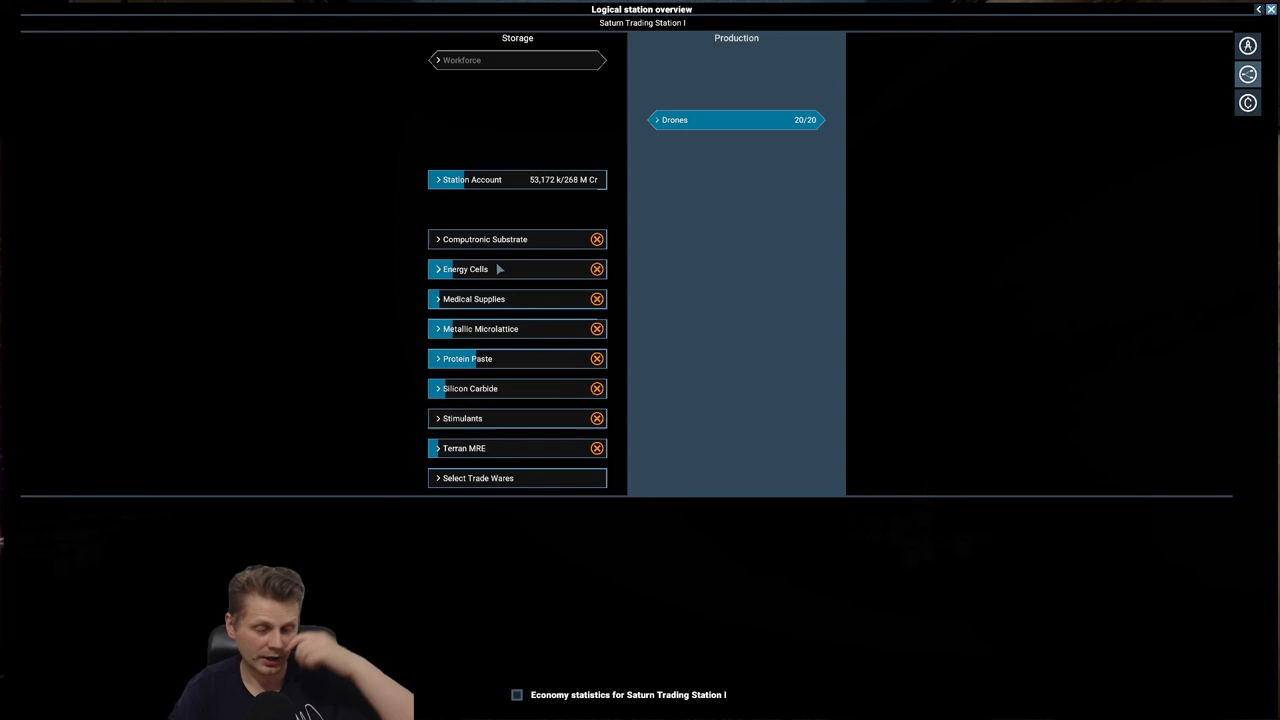 Logical station overview
Saturn Trading Station I
Storage
Production
Workforce
Drones 20/20
Station Account 53,172 k/268 M Cr
Computronic Substrate
Energy Cells
Medical Supplies
Metallic Microlattice
Protein Paste
Silicon Carbide
Stimulants
Terran MRE
Select Trade Wares
Economy statistics for Saturn Trading Station I